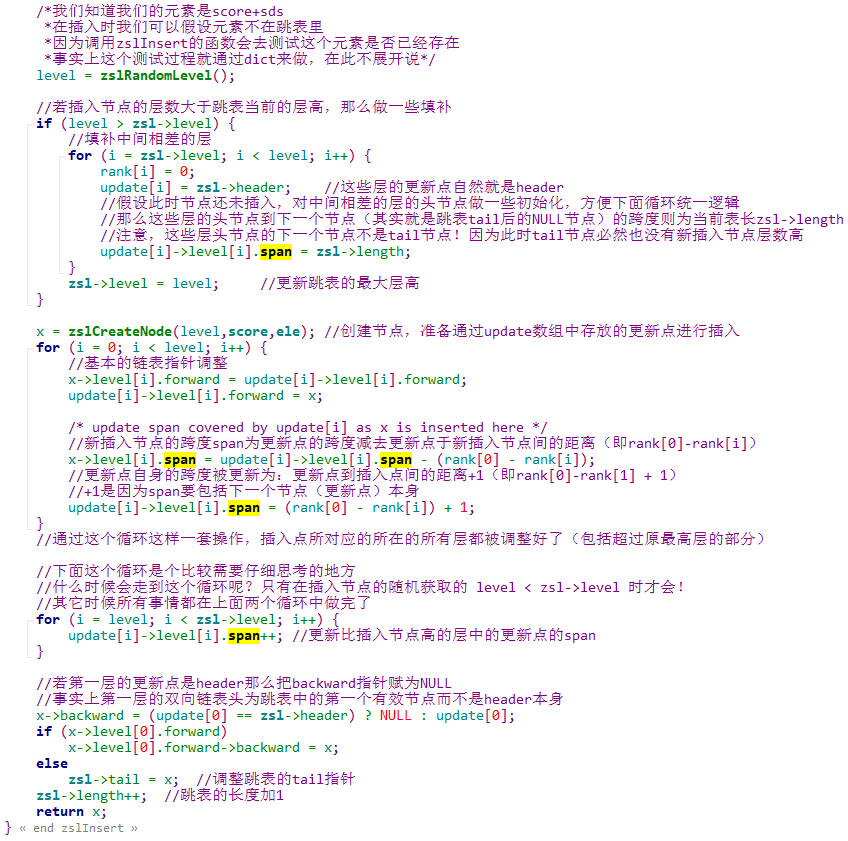 /*我们知道我们的元素是score+sds
*在插入时我们可以假设元素不在跳表里
*因为调用zslInsert的函数会去测试这个元素是否已经存在
*事实上这个测试过程就通过dict来做，在此不展开说*/
level = zslRandomLevel();
//若插入节点的层数大于跳表当前的层高，那么做一些填补
if (level > zsl->level) {
//填补中间相差的层
for (i = zsl->level; i < level; i++) {
rank[i] = 0;
update[i] = zsl->header; //这些层的更新点自然就是header
//假设此时节点还未插入，对中间相差的层的头节点做一些初始化，方便下面循环统一逻辑
//那么这些层的头节点到下一个节点（其实就是跳表tail后的NULL节点）的跨度则为当前表长zsl->length
//注意，这些层头节点的下一个节点不是tail节点！因为此时tail节点必然也没有新插入节点层数高
update[i]->level[i].span = zsl->length;
}
zsl->level = level; //更新跳表的最大层高
}
x = zslCreateNode(level,score,ele); //创建节点，准备通过update数组中存放的更新点进行插入
for (i = 0; i < level; i++) {
//基本的链表指针调整
x->level[i].forward = update[i]->level[i].forward;
update[i]->level[i].forward = x;
/* update span covered by update[i] as x is inserted here */
//新插入节点的跨度span为更新点的跨度减去更新点于新插入节点间的距离（即rank[0]-rank[i]）
x->level[i].span = update[i]->level[i].span - (rank[0] - rank[i]);
//更新点自身的跨度被更新为：更新点到插入点间的距离+1（即rank[0]-rank[1] + 1）
//+1是因为span要包括下一个节点（更新点）本身
update[i]->level[i].span = (rank[0] - rank[i]) + 1;
}
//通过这个循环这样一套操作，插入点所对应的所在的所有层都被调整好了（包括超过原最高层的部分）
//下面这个循环是个比较需要仔细思考的地方
//什么时候会走到这个循环呢？只有在插入节点的随机获取的 level < zsl->level 时才会！
//其它时候所有事情都在上面两个循环中做完了
for (i = level; i < zsl->level; i++) {
update[i]->level[i].span++; //更新比插入节点高的层中的更新点的span
}
//若第一层的更新点是header那么把backward指针赋为NULL
//事实上第一层的双向链表头为跳表中的第一个有效节点而不是header本身
x->backward = (update[0] == zsl->header) ? NULL : update[0];
if (x->level[0].forward)
x->level[0].forward->backward = x;
else
zsl->tail = x; //调整跳表的tail指针
zsl->length++; //跳表的长度加1
return x;
} « end zslInsert »